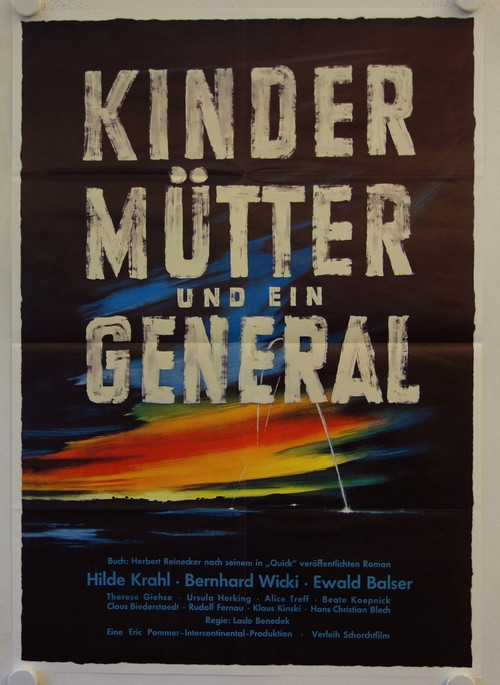 KINDER
MÜTTER
UND EIN
GENERAL
Buch: Herbert Reinecker nach seinem in „Quick" veröffentlichten Roman
Hilde Krahl · Bernhard Wicki · Ewald Balser
Therese Giehse · Ursula Herking · Alice Treff · Beate Koepnick
Claus Biederstaedt · Rudolf Fernau · Klaus Kinski · Hans Christian Blech
Regie: Laslo Benedek
Eine Eric Pommer-Intercontinental-Produktion · Verleih Schorchtfilm